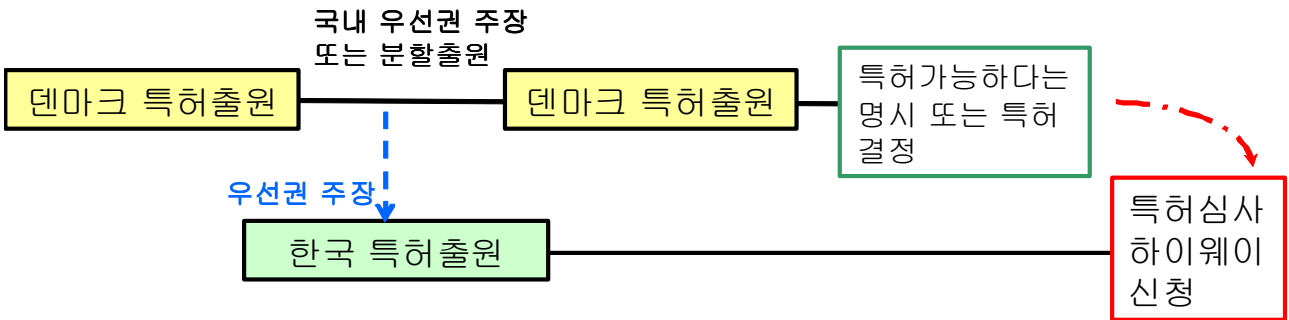 국내 우선권 주장
또는 분할출원
덴마크 특허출원
덴마크 특허출원
특허가능하다는
명시 또는 특허
결정
우선권 주장
한국 특허출원
특허심사
하이웨이
신청